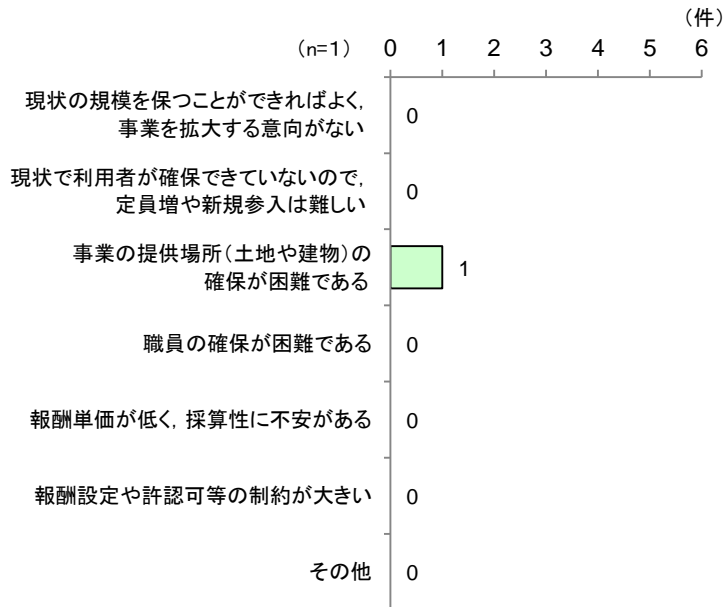 (件)
(n=1) 0 1 2 3 4 5 6
現状の規模を保つことができればよく,
事業を拡大する意向がない
0
現状で利用者が確保できていないので,
定員増や新規参入は難しい
0
事業の提供場所(土地や建物)の
確保が困難である
1
職員の確保が困難である 0
報酬単価が低く, 採算性に不安がある 0
報酬設定や許認可等の制約が大きい 0
その他 0